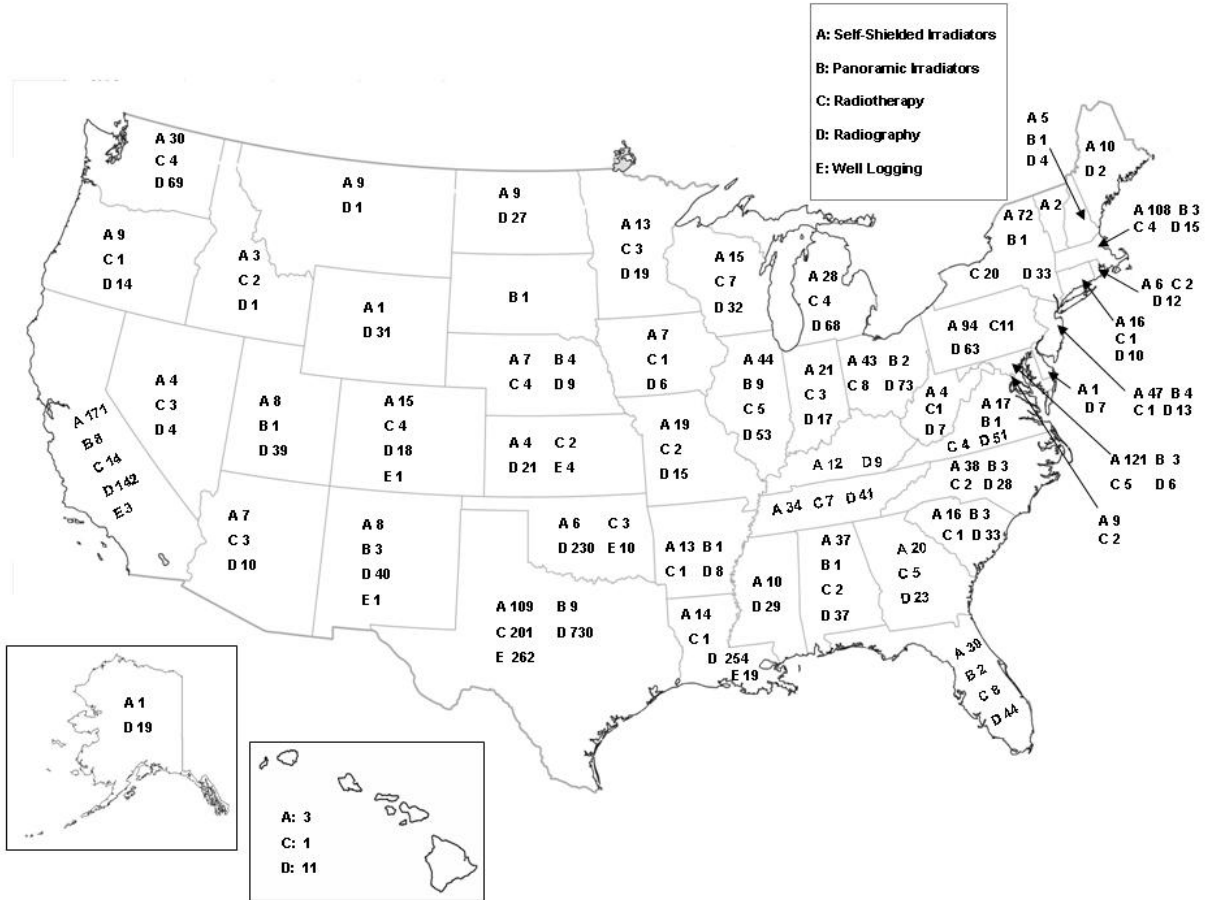 A: Self-Shielded Irradiators
B: Panoramic Irradiators
C: Radiotherapy
D: Radiography
E: Well Logging
A 30
C 4
D 69
A 9
C 1
D 14
A 3
C 2
D 1
A 9
D 1
A 1
D 31
A 9
D 27
B 1
A 7 B 4
C 4 D 9
A 4 C 2
D 21 E 4
A 13
C 3
D 19
A 15
C 7
D 32
A 28
C 4
D 68
A 7
C 1
D 6
A 44
B 9
C 5
D 53
A 21
C 3
D 17
A 43 B 2
C 8 D 73
A 4
C1
D 7
A 17
B 1
C 4 D 51
A 94 C11
D 63
A 72
B 1
C 20 D 33
A 2
A 5
B 1
D 4
A 10
D 2
A 108 B 3
C 4 D 15
A 6 C 2
D 12
A 16
C 1
D 10
A 47 B 4
C 1 D 13
A 1
D 7
A 121 B 3
C 5 D 6
A 9
C 2
A 171
B 8
C 14
D 142
E 3
A 4
C 3
D 4
A 8
B 1
D 39
A 15
C 4
D 18
E 1
A 7
C 3
D 10
A 8
B 3
D 40
E 1
A 6 C 3
D 230 E 10
A 109 B 9
C 201 D 730
E 262
A 19
C 2
D 15
A 13 B 1
C 1 D 8
A 14
C 1
D 254
E 19
A 10
D 29
A 37
B 1
C 2
D 37
A 20
C 5
D 23
A 12 D 9
A 34 C 7 D 41
A 38 B 3
C 2 D 28
A 16 B 3
C 1 D 33
A 39
B 2
C 8
D 44
A 1
D 19
A: 3
C: 1
D: 11